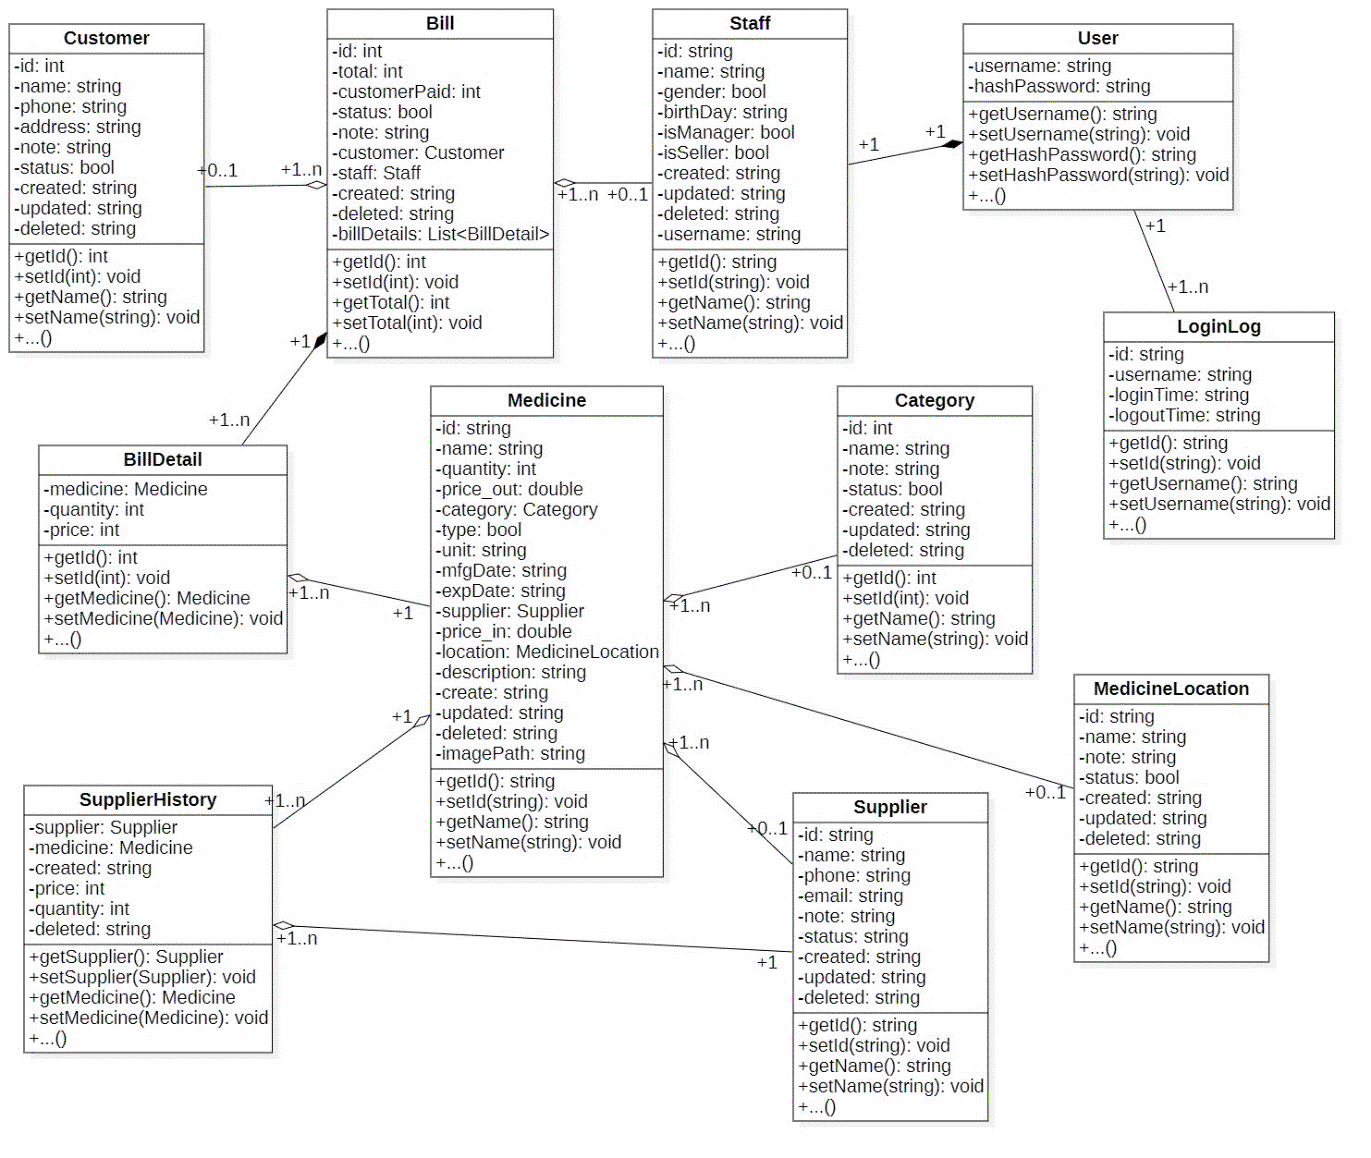 Customer
-id: int
-name: string
-phone: string
-address: string
-note: string
-status: bool
-created: string
-updated: string
-deleted: string
+getId(): int
+setId(int): void
+getName(): string
+setName(string): void
+...()
+0..1
+1..n
Bill
-id: int
-total: int
-customerPaid: int
-status: bool
-note: string
-customer: Customer
-staff: Staff
-created: string
-deleted: string
-billDetails: List<BillDetail>
+getId(): int
+setId(int): void
+getTotal(): int
+setTotal(int): void
+...()
+1..n
+0..1
Staff
-id: string
-name: string
-gender: bool
-birthDay: string
-isManager: bool
-isSeller: bool
-created: string
-updated: string
-deleted: string
-username: string
+getId(): string
+setId(string): void
+getName(): string
+setName(string): void
+...()
+1
+1
User
-username: string
-hashPassword: string
+getUsername(): string
+setUsername(string): void
+getHashPassword(): string
+setHashPassword(string): void
+...()
+1
+1..n
LoginLog
-id: string
-username: string
-loginTime: string
-logoutTime: string
+getId(): string
+setId(string): void
+getUsername(): string
+setUsername(string): void
+...()
+1
+1..n
BillDetail
-medicine: Medicine
-quantity: int
-price: int
+getId(): int
+setId(int): void
+getMedicine(): Medicine
+setMedicine(Medicine): void
+...()
+1..n
+1
Medicine
-id: string
-name: string
-quantity: int
-price_out: double
-category: Category
-type: bool
-unit: string
-mfgDate: string
-expDate: string
-supplier: Supplier
-price_in: double
-location: MedicineLocation
-description: string
-create: string
-updated: string
-deleted: string
-imagePath: string
+getId(): string
+setId(string): void
+getName(): string
+setName(string): void
+...()
+1..n
+0..1
Category
-id: int
-name: string
-note: string
-status: bool
-created: string
-updated: string
-deleted: string
+getId(): int
+setId(int): void
+getName(): string
+setName(string): void
+...()
+1..n
+0..1
MedicineLocation
-id: string
-name: string
-note: string
-status: bool
-created: string
-updated: string
-deleted: string
+getId(): string
+setId(string): void
+getName(): string
+setName(string): void
+...()
+1
+1..n
SupplierHistory
-supplier: Supplier
-medicine: Medicine
-created: string
-price: int
-quantity: int
-deleted: string
+getSupplier(): Supplier
+setSupplier(Supplier): void
+getMedicine(): Medicine
+setMedicine(Medicine): void
+...()
+1..n
+1
+1..n
+0..1
Supplier
-id: string
-name: string
-phone: string
-email: string
-note: string
-status: string
-created: string
-updated: string
-deleted: string
+getId(): string
+setId(string): void
+getName(): string
+setName(string): void
+...()